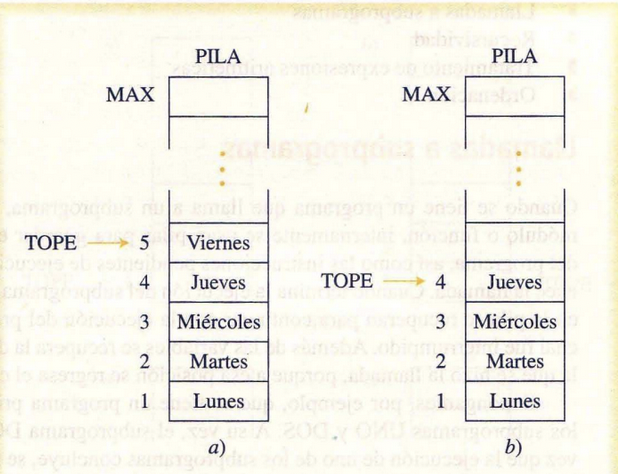 PILA PILA
MAX MAX
TOPE 5 Viernes
4 Jueves TOPE 4 Jueves
3 Miércoles 3 Miércoles
2 Martes 2 Martes
1 Lunes 1 Lunes
a) b)